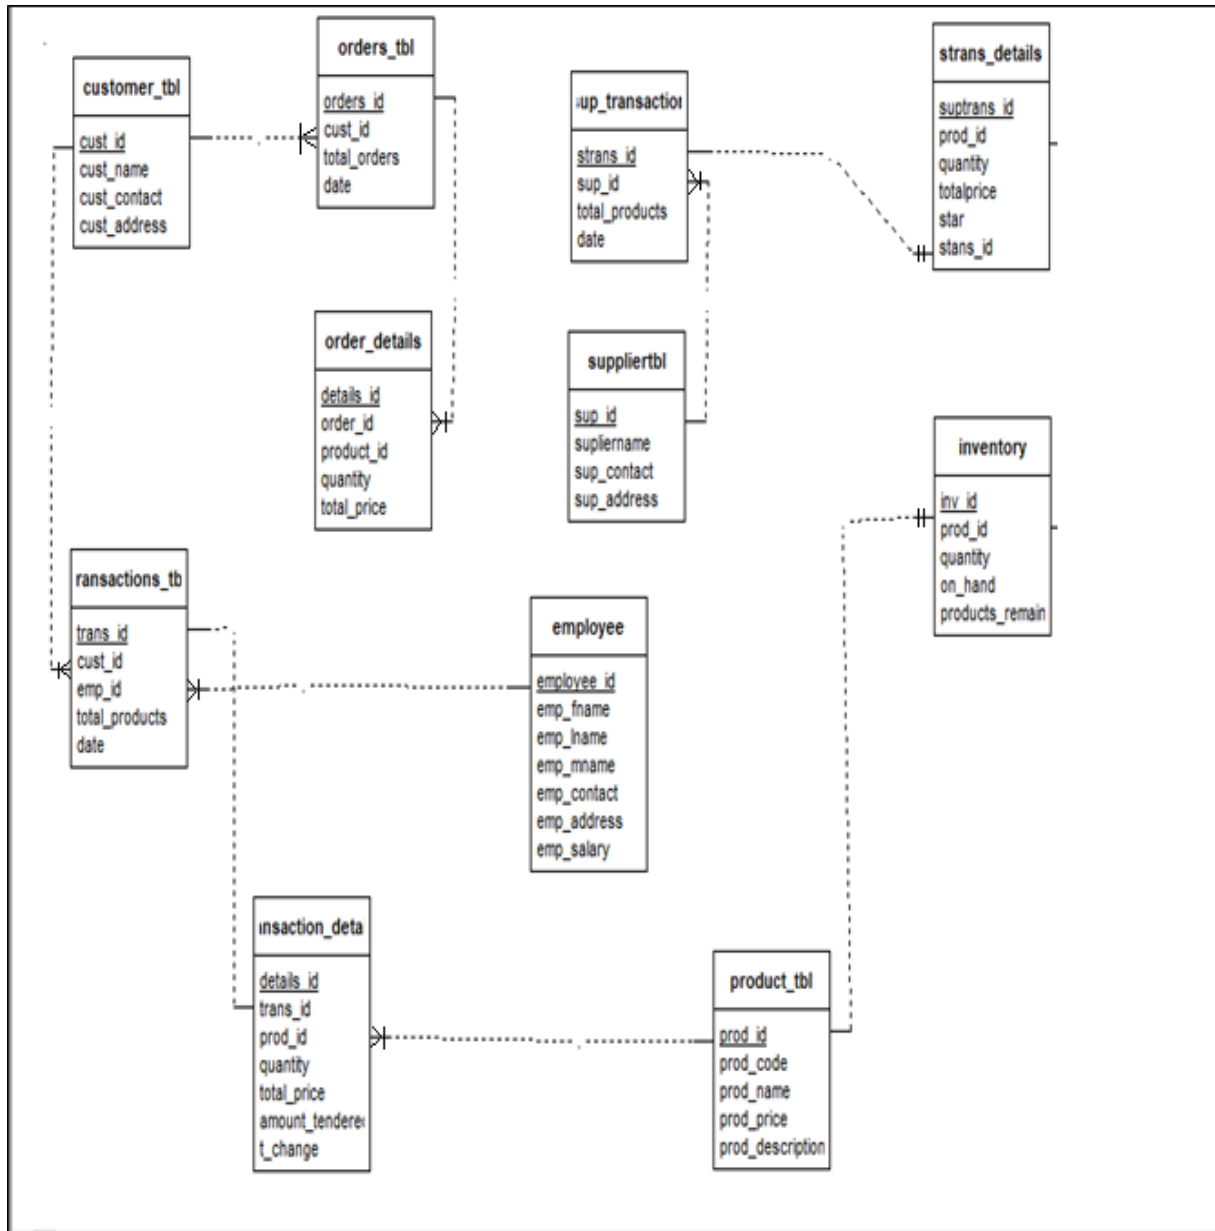 customer_tbl
cust_id
cust_name
cust_contact
cust_address
orders_tbl
orders_id
cust_id
total_orders
date
sup_transaction
strans_id
sup_id
total_products
date
strans_details
suptrans_id
prod_id
quantity
totalprice
star
stans_id
order_details
details_id
order_id
product_id
quantity
total_price
suppliertbl
sup_id
supliername
sup_contact
sup_address
inventory
inv_id
prod_id
quantity
on_hand
products_remain
ransactions_tb
trans_id
cust_id
emp_id
total_products
date
employee
employee_id
emp_fname
emp_lname
emp_mname
emp_contact
emp_address
emp_salary
ansaction_deta
details_id
trans_id
prod_id
quantity
total_price
amount_tendered
t_change
product_tbl
prod_id
prod_code
prod_name
prod_price
prod_description